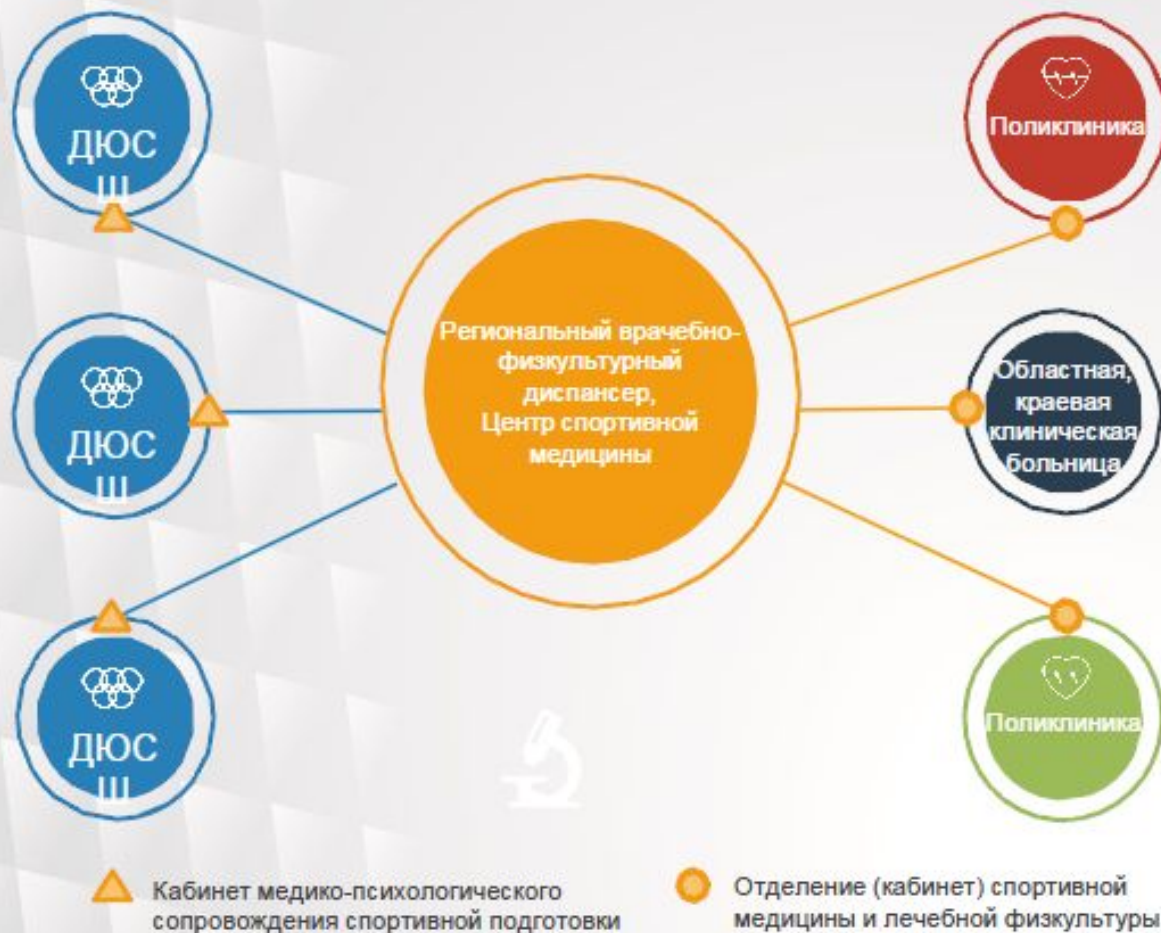 ДЮС
Ш
ДЮС
Ш
ДЮС
Ш
Региональный врачебно-
физкультурный
диспансер,
Центр спортивной
медицины
Поликлиника
Областная,
краевая
клиническая
больница
Поликлиника
Кабинет медико-психологического
сопровождения спортивной подготовки
Отделение (кабинет) спортивной
медицины и лечебной физкультуры